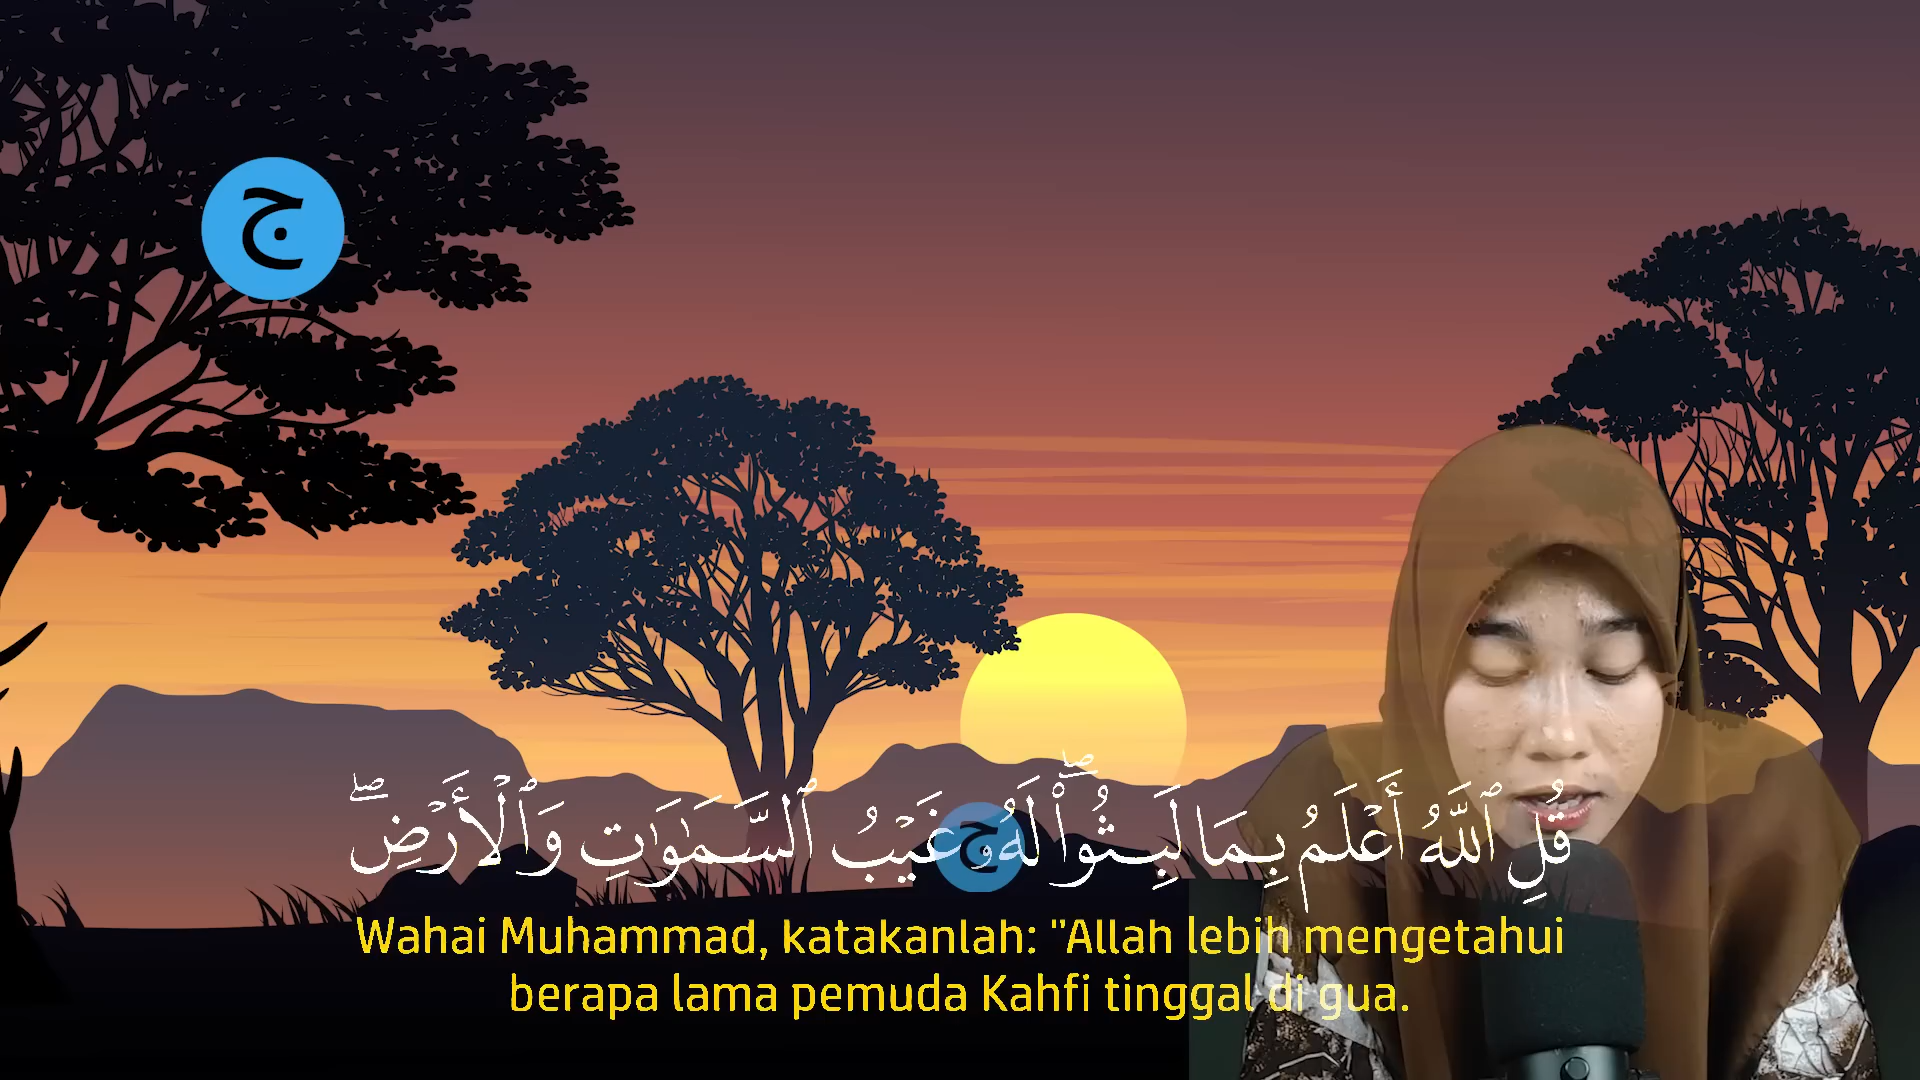 ج
قُلِ ٱللَّهُ أَعْلَمُ بِمَا لَبِثُوا۟ ۖ لَهُۥ غَيْبُ ٱلسَّمَـٰوَٰتِ وَٱلْأَرْضِ ۖ
ج
Wahai Muhammad, katakanlah: "Allah lebih mengetahui
berapa lama pemuda Kahfi tinggal di gua.